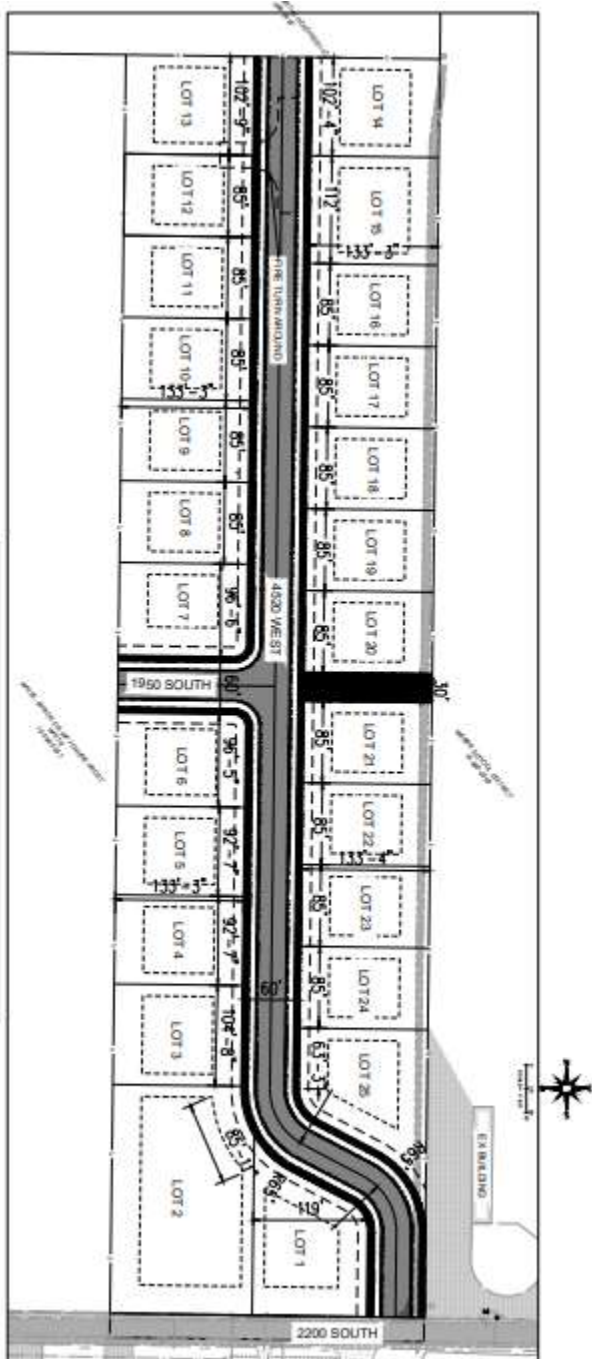 LOT 13
102'-9"
102'-4"
LOT 14
LOT 12
85'
112'
LOT 15
133'-3"
LOT 11
85'
FIRE TURNAROUND
85'
LOT 16
LOT 10
85'
133'-3"
85'
LOT 17
LOT 9
85'
85'
LOT 18
LOT 8
85'
85'
LOT 19
LOT 7
96'-6"
4620 WEST
85'
LOT 20
1950 SOUTH
60'
30'
LOT 6
96'-5"
85'
LOT 21
LOT 5
92'-7"
133'-3"
85'
LOT 22
133'-4"
LOT 4
92'-7"
85'
LOT 23
60'
LOT 3
104'-8"
85'
LOT 24
63'-3"
LOT 25
R65'
EX BUILDING
LOT 2
85'-11"
R65'
119'
LOT 1
2200 SOUTH